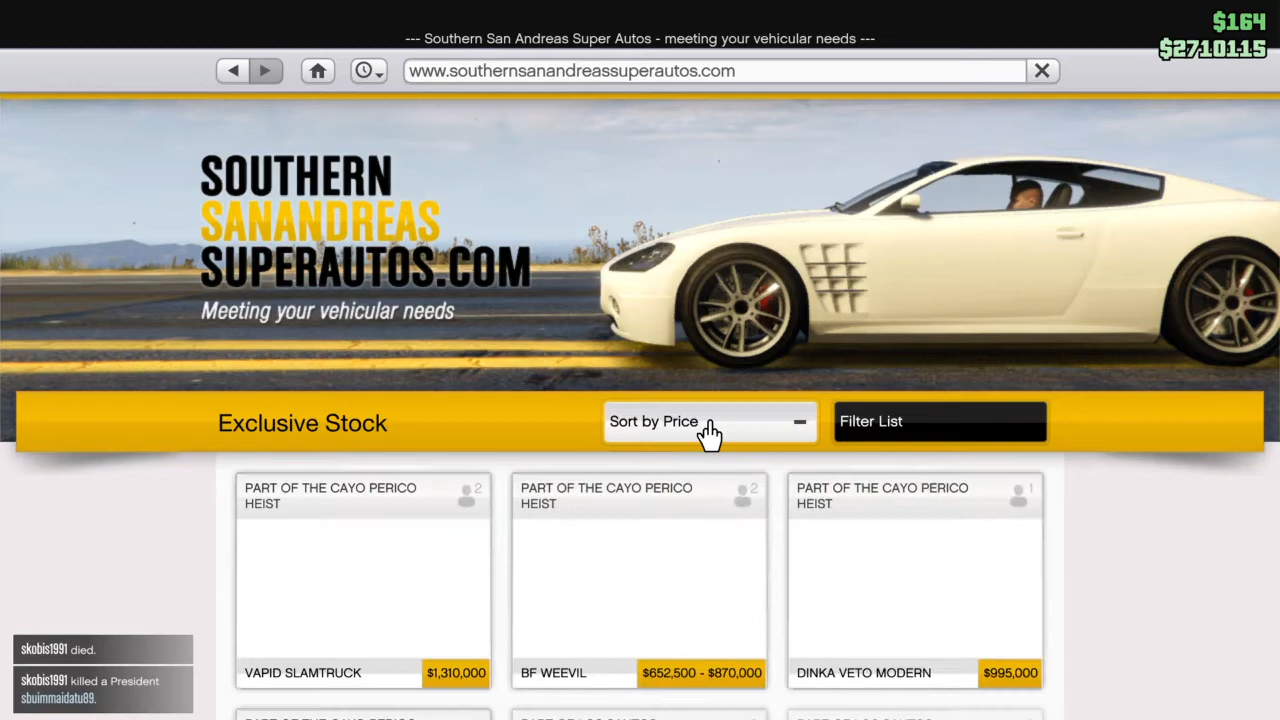 --- Southern San Andreas Super Autos - meeting your vehicular needs ---
$164
$2710115
www.southernsanandreassuperautos.com
SOUTHERN
SANANDREAS
SUPERAUTOS.COM
Meeting your vehicular needs
Exclusive Stock
Sort by Price
Filter List
PART OF THE CAYO PERICO
HEIST
2
PART OF THE CAYO PERICO
HEIST
2
PART OF THE CAYO PERICO
HEIST
1
VAPID SLAMTRUCK
$1,310,000
BF WEEVIL
$652,500 - $870,000
DINKA VETO MODERN
$995,000
skobis1991 died.
skobis1991 killed a President
sbuimmaidatu89.